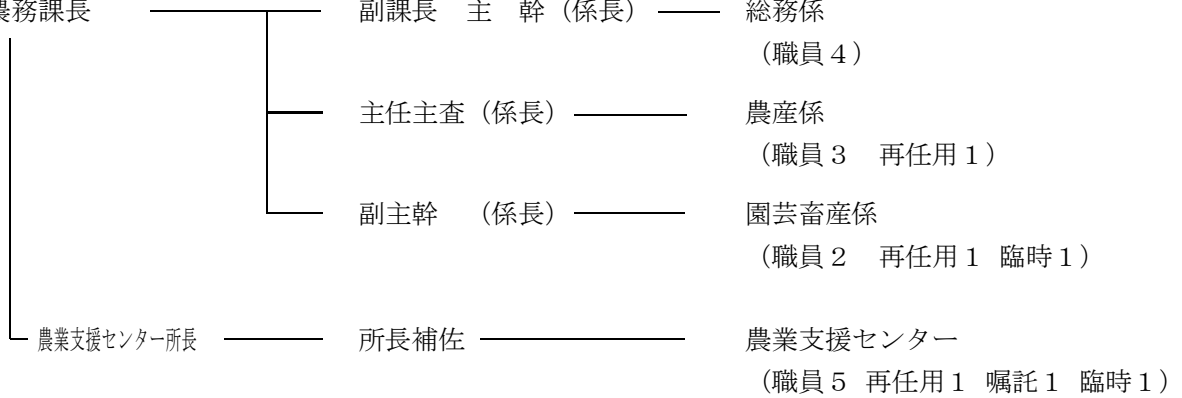 農務課長 副課長 主 幹（係長） 総務係
（職員４）
主任主査（係長） 農産係
（職員３ 再任用１）
副主幹 （係長） 園芸畜産係
（職員２ 再任用１ 臨時１）
農業支援センター所長 所長補佐 農業支援センター
（職員５ 再任用１ 嘱託１ 臨時１）